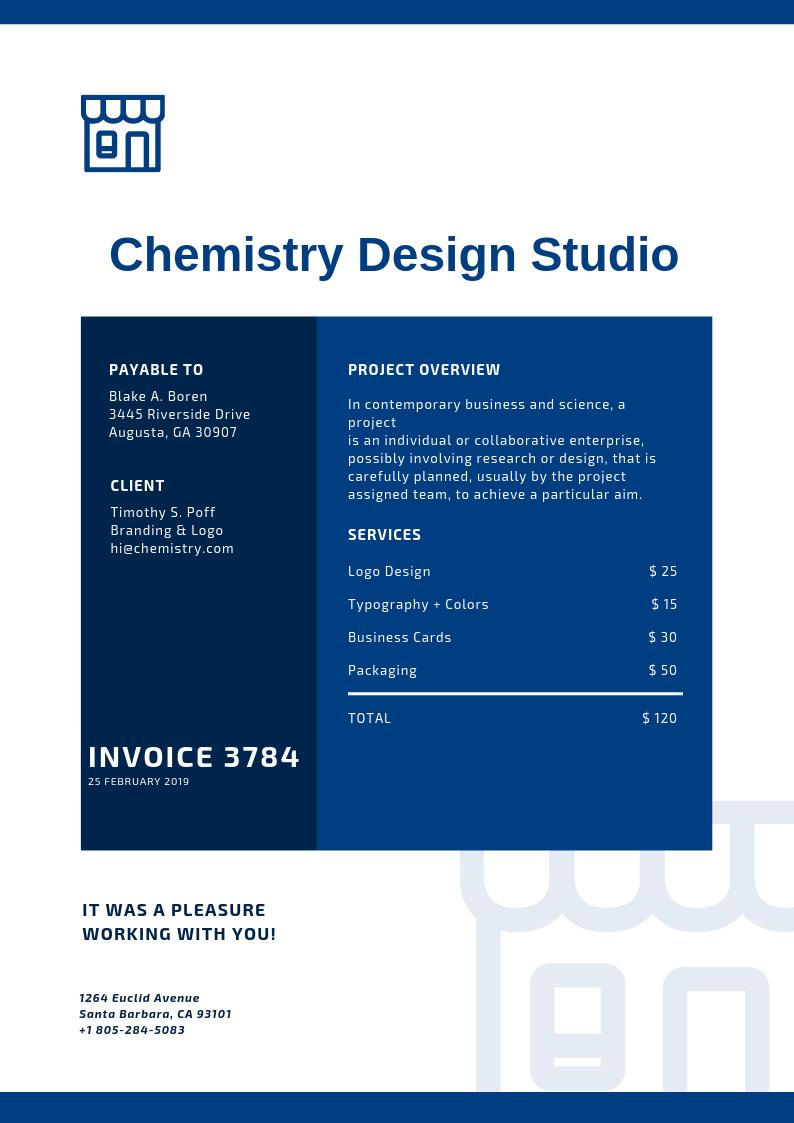 Chemistry Design Studio
PAYABLE TO
Blake A. Boren
3445 Riverside Drive
Augusta, GA 30907
CLIENT
Timothy S. Poff
Branding & Logo
hi@chemistry.com
INVOICE 3784
25 FEBRUARY 2019
PROJECT OVERVIEW
In contemporary business and science, a
project
is an individual or collaborative enterprise,
possibly involving research or design, that is
carefully planned, usually by the project
assigned team, to achieve a particular aim.
SERVICES
Logo Design $ 25
Typography + Colors $ 15
Business Cards $ 30
Packaging $ 50
TOTAL $ 120
IT WAS A PLEASURE
WORKING WITH YOU!
1264 Euclid Avenue
Santa Barbara, CA 93101
+1 805-284-5083